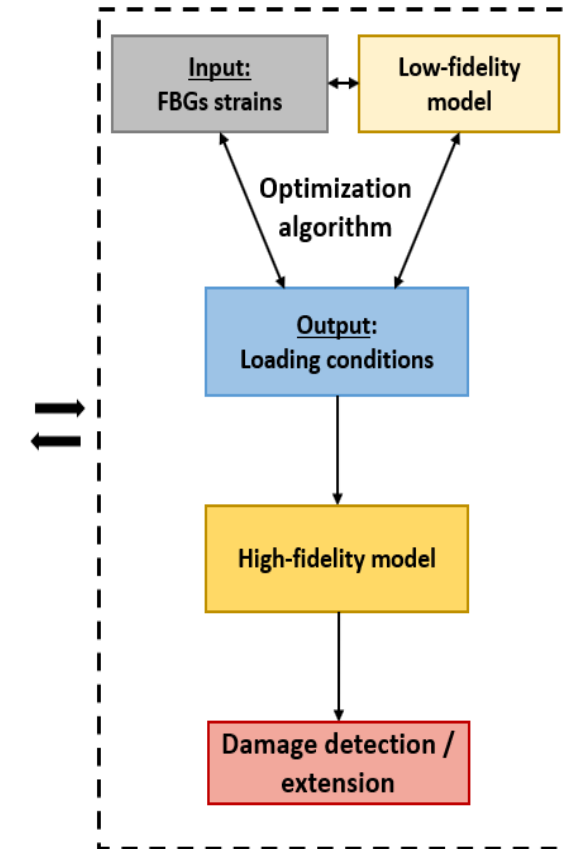 Input:
FBGs strains
Low-fidelity
model
Optimization
algorithm
Output:
Loading conditions
High-fidelity model
Damage detection /
extension